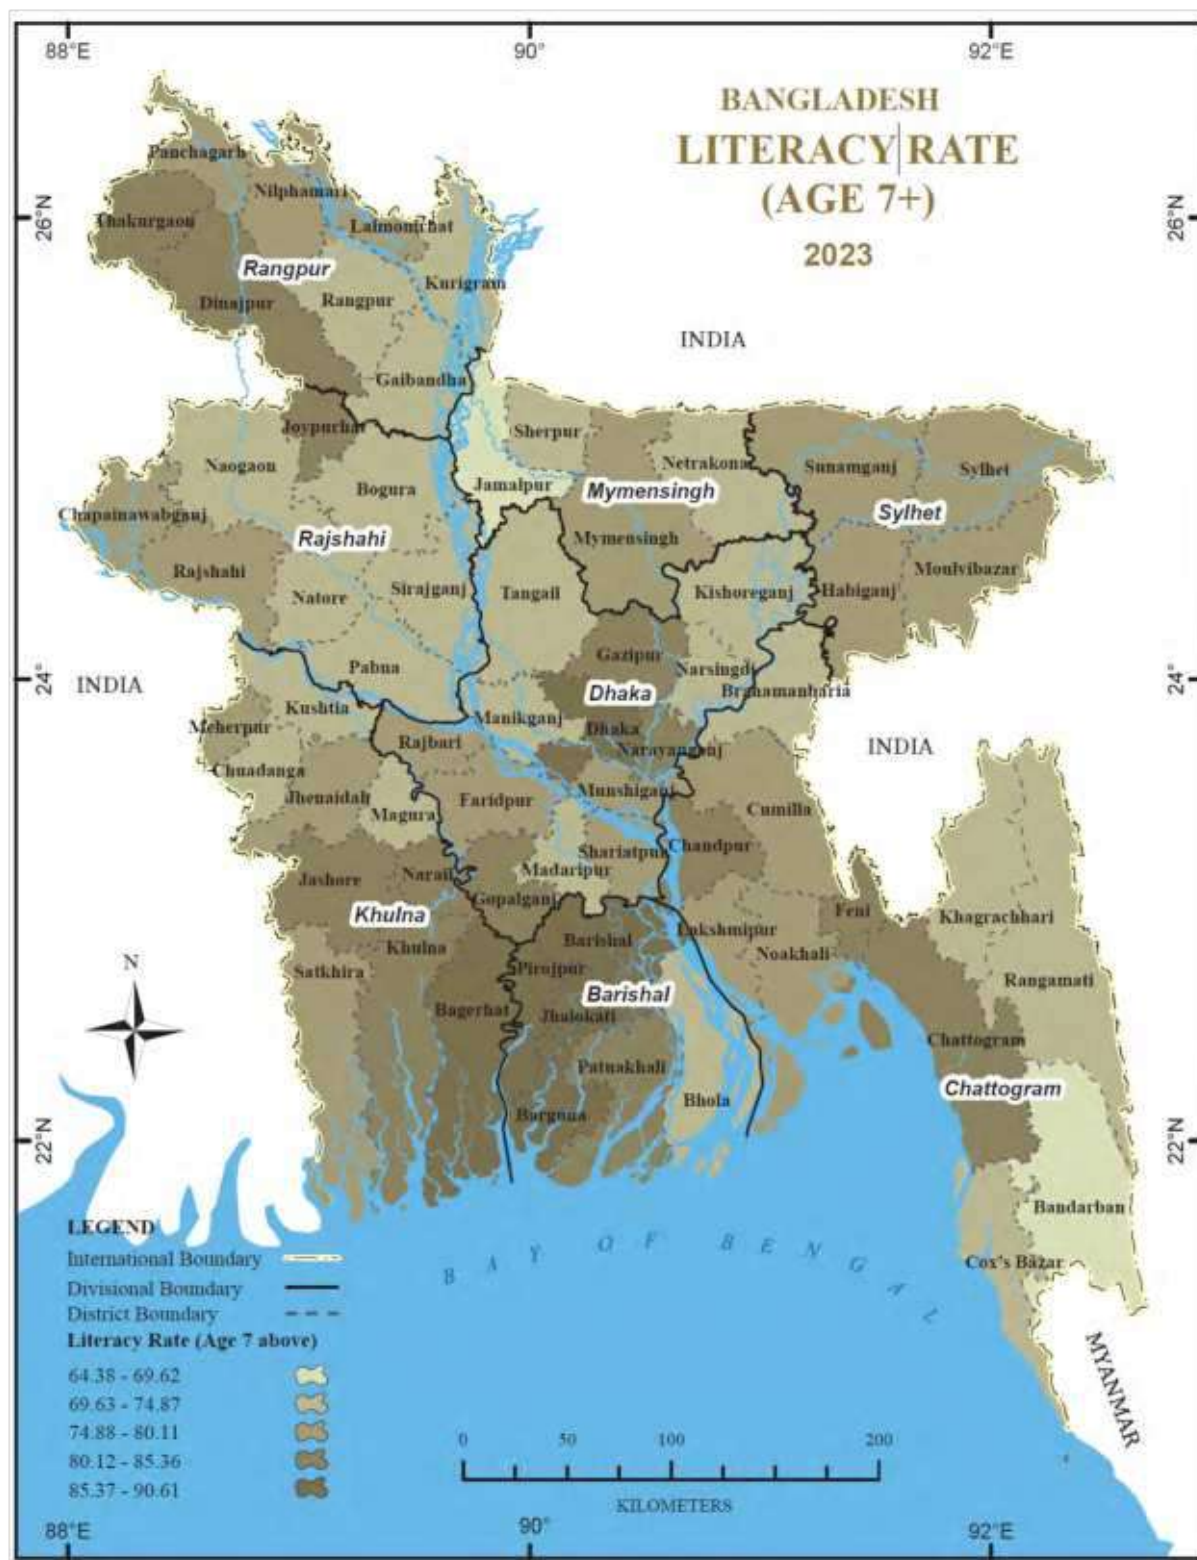 88°E 90° 92°E
BANGLADESH
LITERACY RATE
(AGE 7+)
2023
26°N 26°N
Panchagarh
Nilphamari
Thakurgaon
Lalmonirhat
Rangpur
Kurigram
Dinajpur
Rangpur
INDIA
Gaibandha
Joypurhat
Sherpur
Naogaon
Netrakona
Sunamganj
Sylhet
Bogura
Jamalpur
Mymensingh
Chapainawabganj
Sylhet
Rajshahi
Mymensingh
Rajshahi
Moulvibazar
Natore
Sirajganj
Tangail
Kishoreganj
Habiganj
Gazipur
Pabna
Narsingdi
24° INDIA
Dhaka
Branamanbaria
24°
Kushtia
Manikganj
Meherpur
Dhaka
Rajbari
Narayanganj
INDIA
Chuadanga
Jhenaidah
Faridpur
Munshiganj
Magura
Cumilla
Shariatpur
Chandpur
Jashore
Narail
Madaripur
Gopalganj
Khulna
Feni
Khagrachhari
Khulna
Barishal
Lakshmipur
Noakhali
N
Satkhira
Pirojpur
Rangamati
Barishal
Bagerhat
Jhalokati
Chattogram
Patuakhali
Chattogram
Bhola
Barguna
22°N 22°N
Bandarban
LEGEND
International Boundary
Divisional Boundary
District Boundary
BAY OF BENGAL
Cox's Bazar
Literacy Rate (Age 7 above)
64.38 - 69.62
69.63 - 74.87
74.88 - 80.11
80.12 - 85.36
85.37 - 90.61
MYANMAR
0 50 100 200
KILOMETERS
88°E 90° 92°E